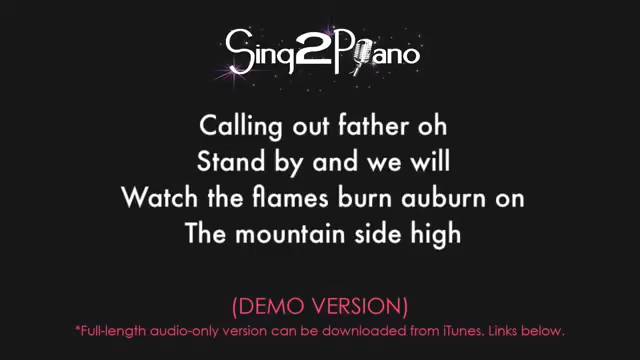 Sing2Piano
Calling out father oh
Stand by and we will
Watch the flames burn auburn on
The mountain side high
(DEMO VERSION)
*Full-length audio-only version can be downloaded from iTunes. Links below.